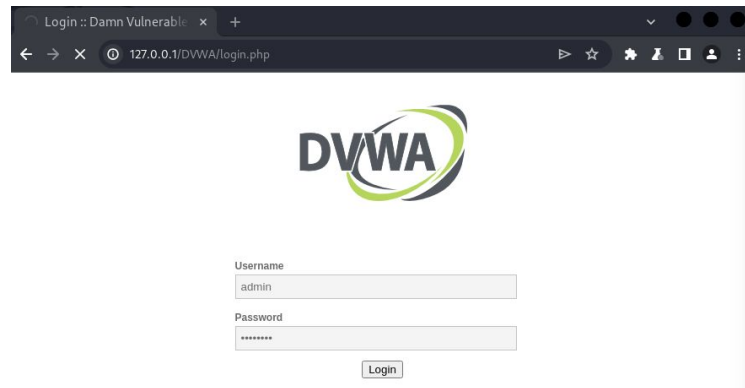 Login :: Damn Vulnerable
127.0.0.1/DVWA/login.php
DVWA
Username
admin
Password
••••••••
Login